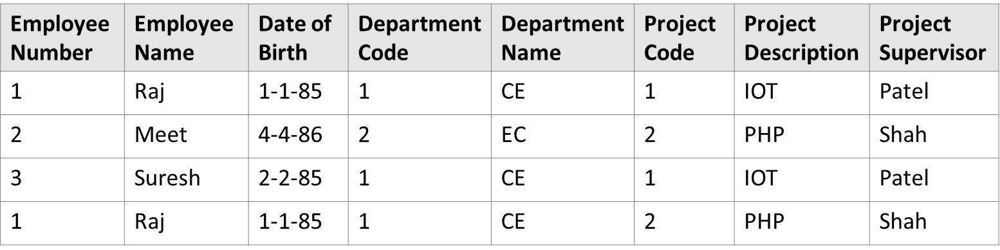 Employee Number | Employee Name | Date of Birth | Department Code | Department Name | Project Code | Project Description | Project Supervisor
1 | Raj | 1-1-85 | 1 | CE | 1 | IOT | Patel
2 | Meet | 4-4-86 | 2 | EC | 2 | PHP | Shah
3 | Suresh | 2-2-85 | 1 | CE | 1 | IOT | Patel
1 | Raj | 1-1-85 | 1 | CE | 2 | PHP | Shah